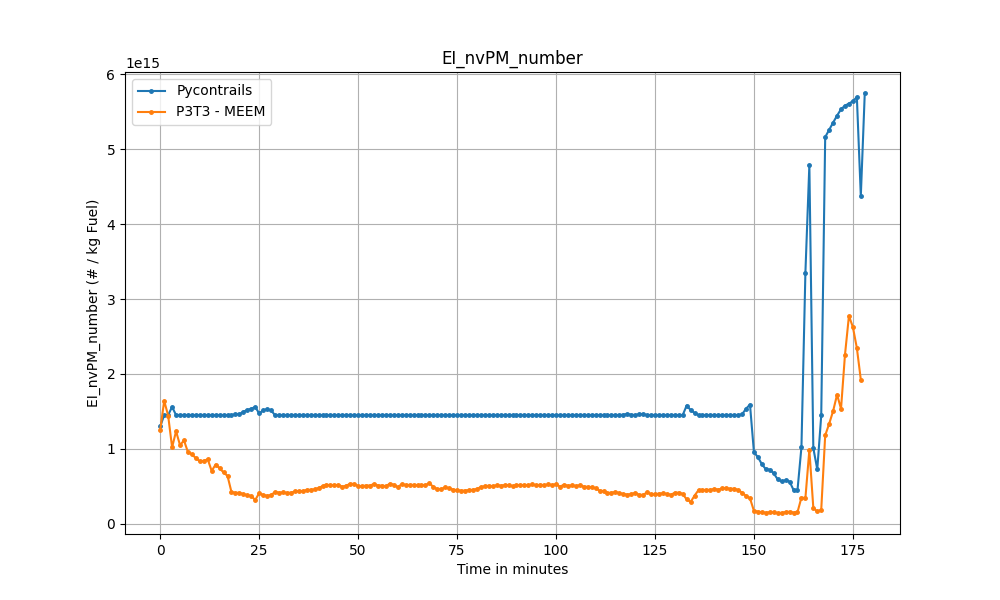 EI_nvPM_number
1e15
Pycontrails
P3T3 - MEEM
EI_nvPM_number (# / kg Fuel)
6
5
4
3
2
1
0
0 25 50 75 100 125 150 175
Time in minutes